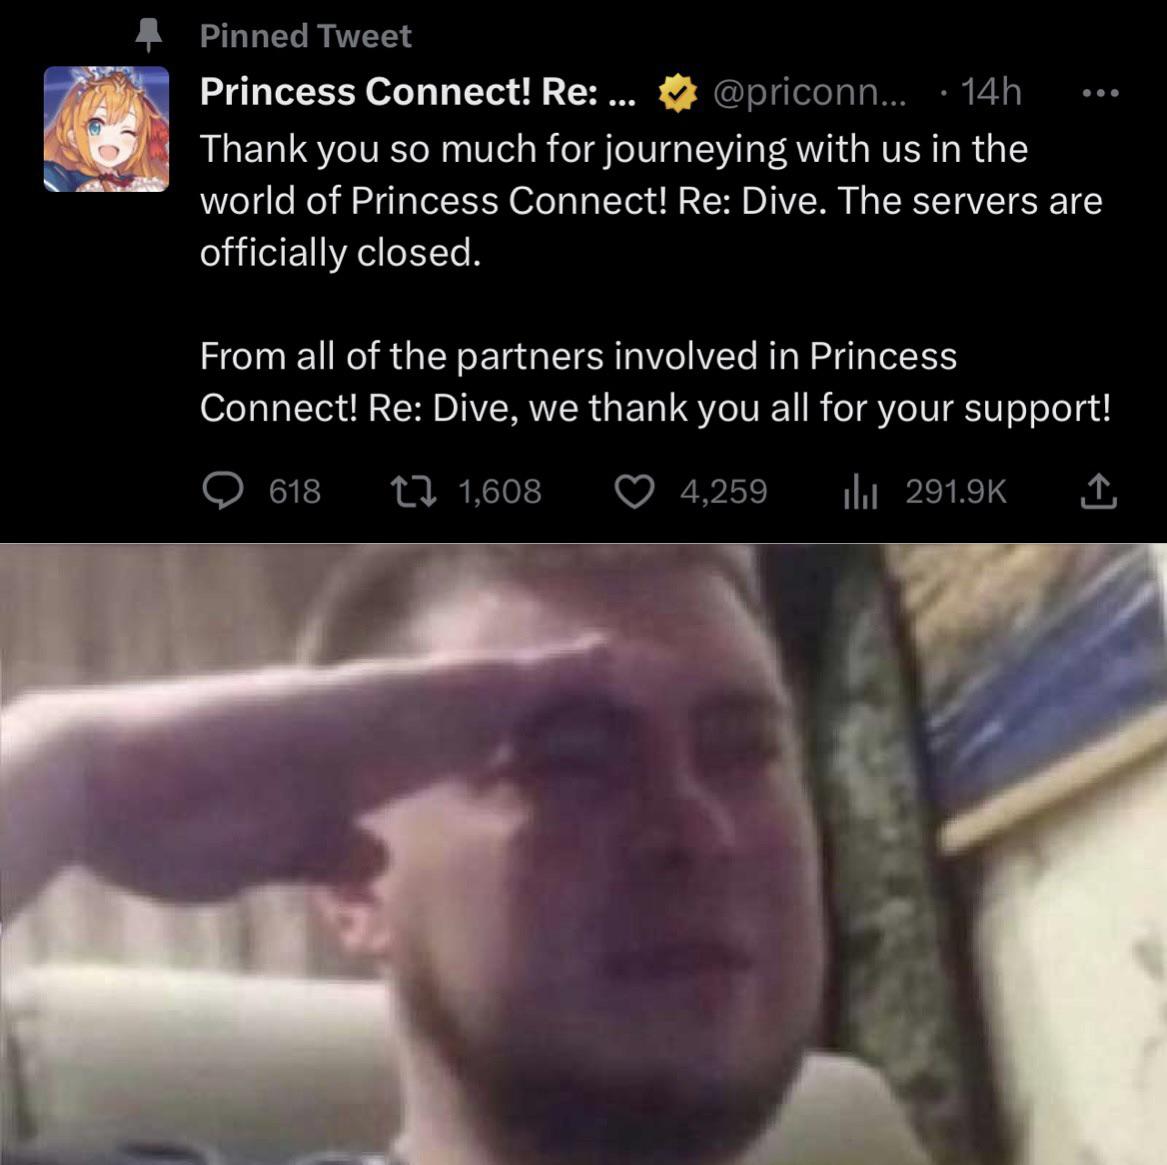 Pinned Tweet
Princess Connect! Re: ... @priconn... · 14h
Thank you so much for journeying with us in the
world of Princess Connect! Re: Dive. The servers are
officially closed.
From all of the partners involved in Princess
Connect! Re: Dive, we thank you all for your support!
618 1,608 4,259 291.9K